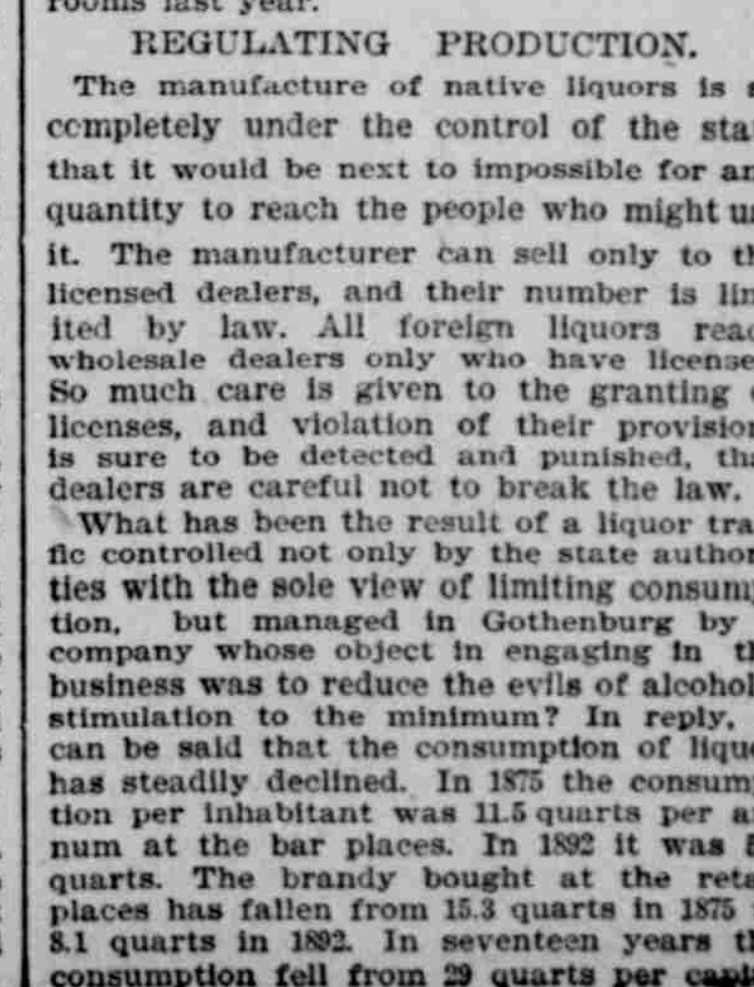 rooms last year.
REGULATING PRODUCTION.
The manufacture of native liquors is
completely under the control of the sta
that it would be next to impossible for an
quantity to reach the people who might u
it. The manufacturer can sell only to th
licensed dealers, and their number is lim
ited by law. All foreign liquors reac
wholesale dealers only who have license
So much care is given to the granting
licenses, and violation of their provision
is sure to be detected and punished, tha
dealers are careful not to break the law.
What has been the result of a liquor tra
fic controlled not only by the state author
ties with the sole view of limiting consum
tion, but managed in Gothenburg by
company whose object in engaging in th
business was to reduce the evils of alcohol
stimulation to the minimum? In reply,
can be said that the consumption of liquo
has steadily declined. In 1875 the consum
tion per inhabitant was 11.5 quarts per a
num at the bar places. In 1892 it was
quarts. The brandy bought at the reta
places has fallen from 15.3 quarts in 1875
8.1 quarts in 1892. In seventeen years th
consumption fell from 29 quarts per capi